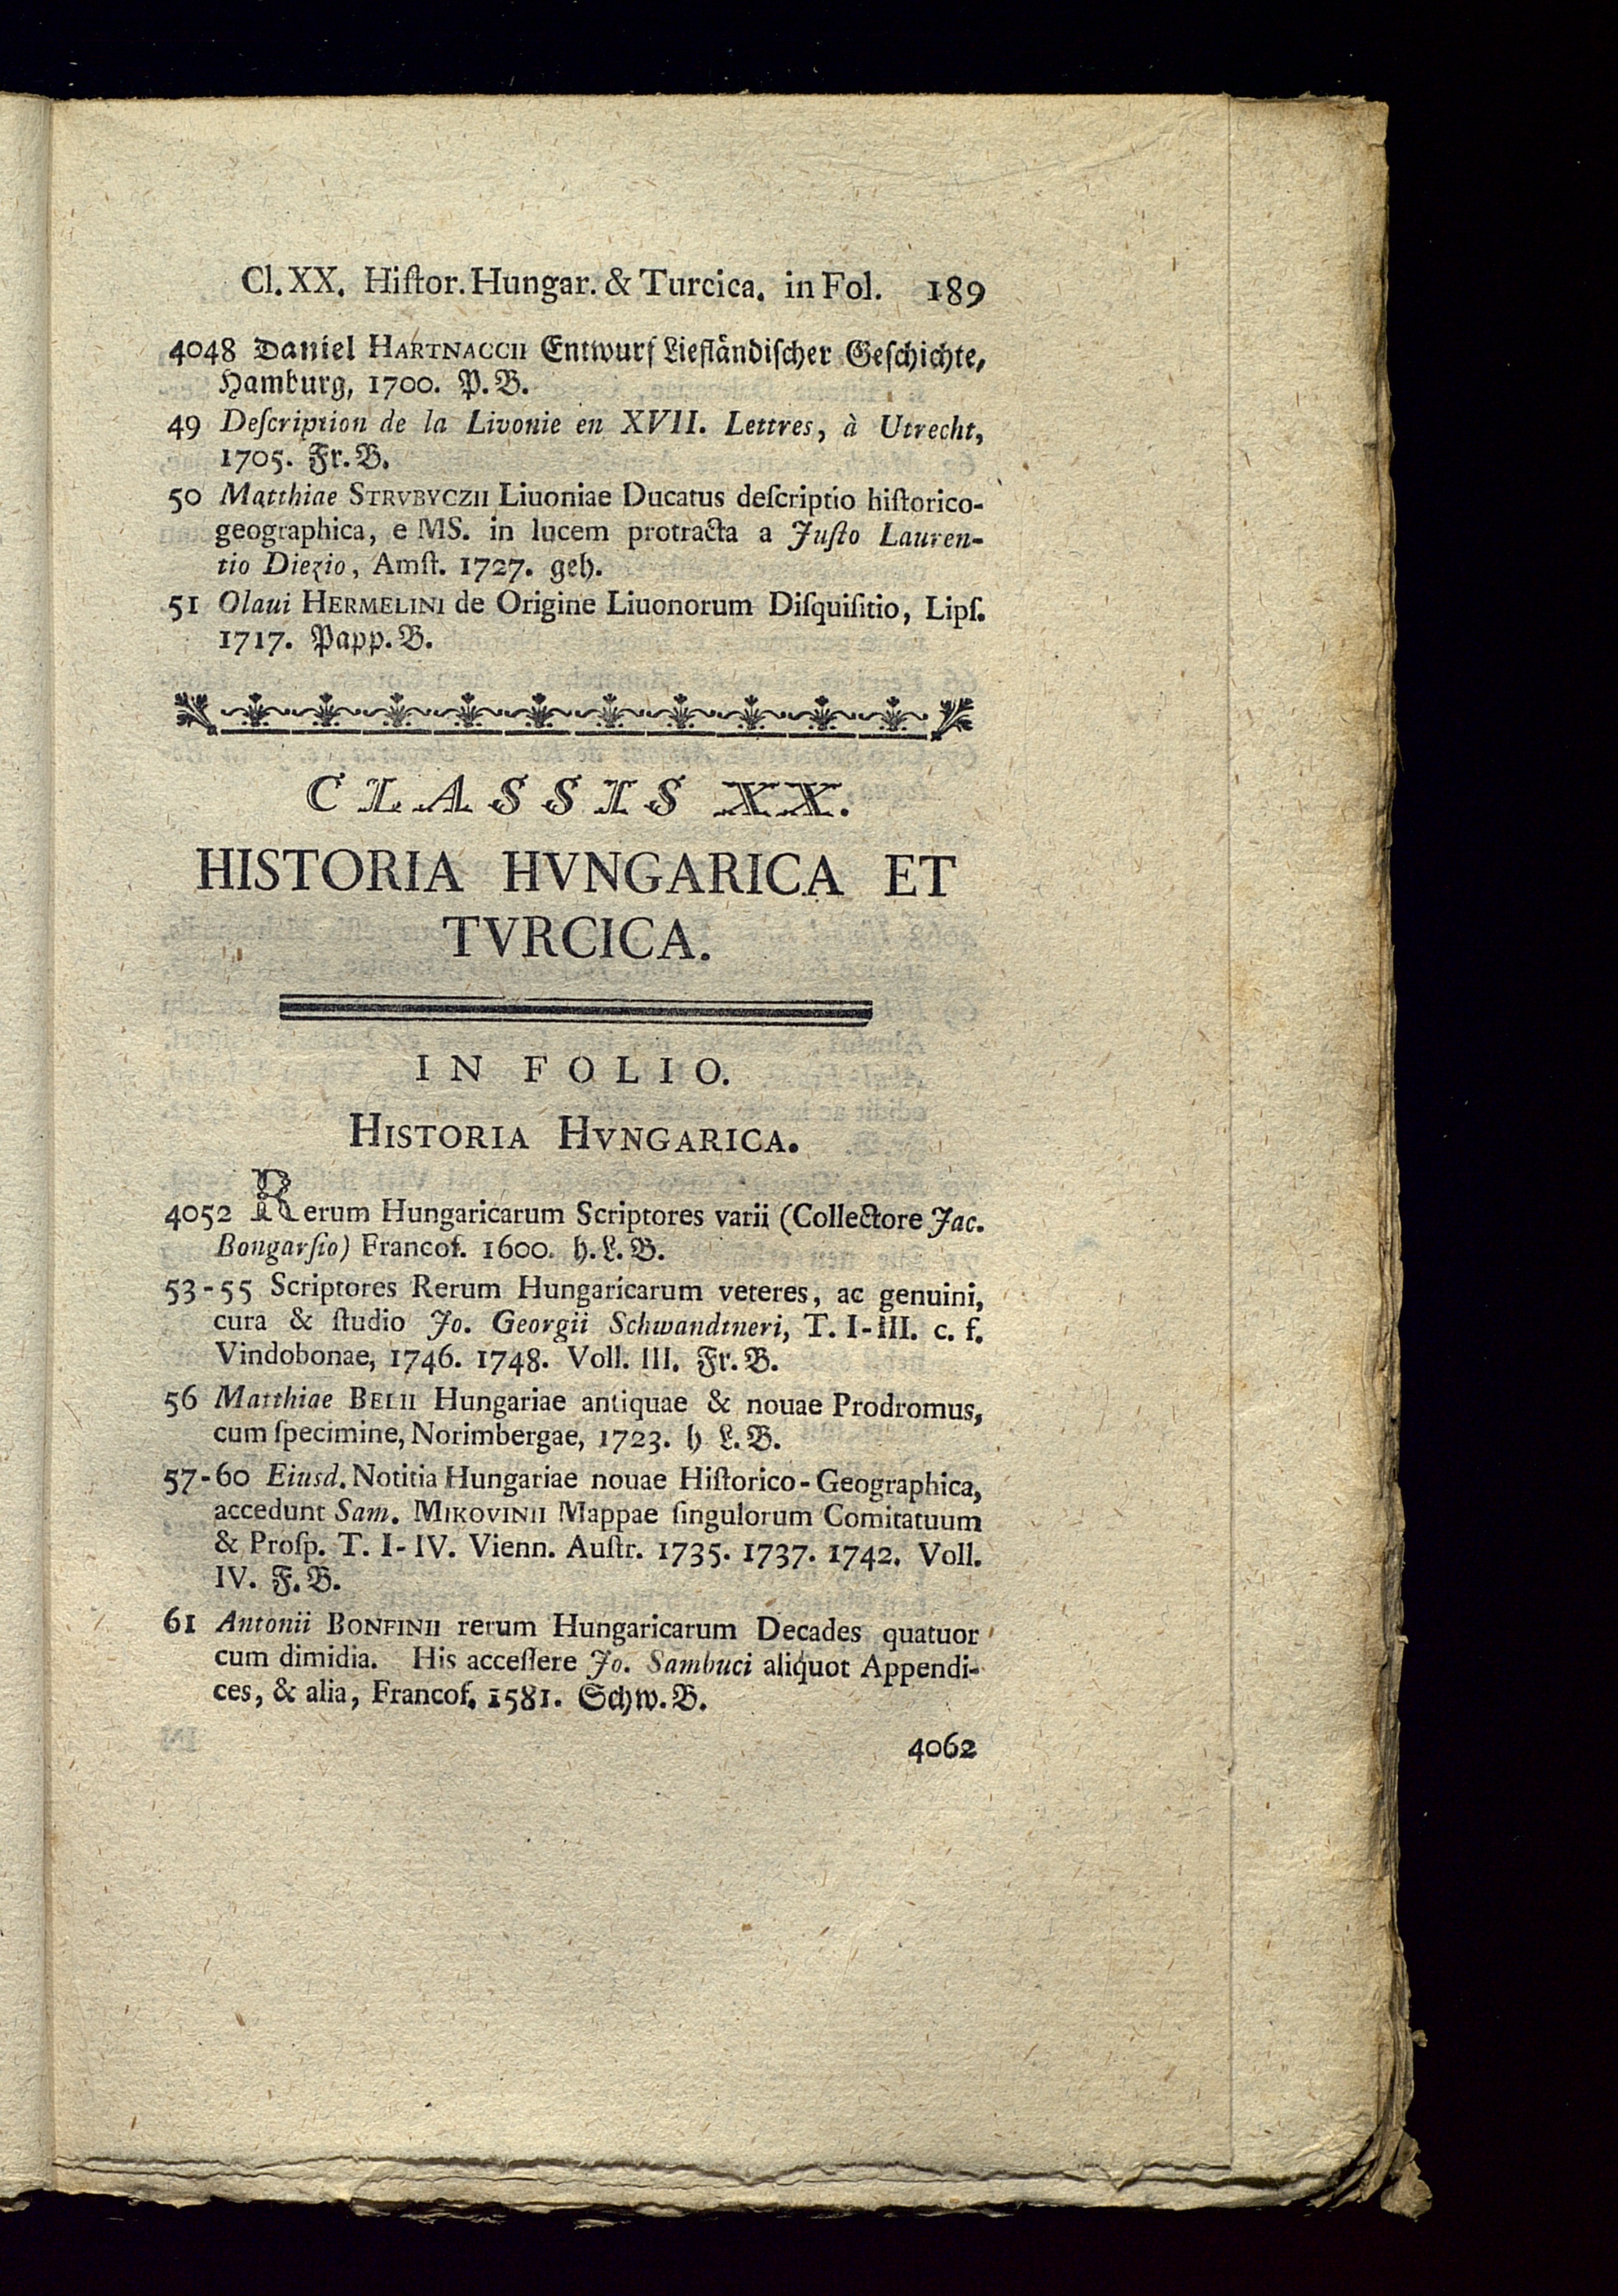 Cl. XX. Hiſtor. Hungar. & Turcica. in Fol. 189
4048 Daniel HARTNACCII Entwurf Liefländiſcher Geſchichte,
Hamburg, 1700. P. B.
49 Deſcription de la Livonie en XVII. Lettres, à Utrecht,
1705. Fr. B.
50 Matthiae STRVBYCZII Liuoniae Ducatus deſcriptio hiſtorico-
geographica, e MS. in lucem protracta a Juſto Lauren-
tio Diezio, Amſt. 1727. geh.
51 Olaui HERMELINI de Origine Liuonorum Diſquiſitio, Lipſ.
1717. Papp. B.
CLASSIS XX.
HISTORIA HVNGARICA ET
TVRCICA.
IN FOLIO.
HISTORIA HVNGARICA.
4052 Rerum Hungaricarum Scriptores varii (Collectore Jac.
Bongarſio) Francof. 1600. h. L. B.
53-55 Scriptores Rerum Hungaricarum veteres, ac genuini,
cura & ſtudio Jo. Georgii Schwandtneri, T. I-III. c. f.
Vindobonae, 1746. 1748. Voll. III. Fr. B.
56 Matthiae BELII Hungariae antiquae & nouae Prodromus,
cum ſpecimine, Norimbergae, 1723. h L. B.
57-60 Eiusd. Notitia Hungariae nouae Hiſtorico-Geographica,
accedunt Sam. MIKOVINII Mappae ſingulorum Comitatuum
& Proſp. T. I-IV. Vienn. Auſtr. 1735. 1737. 1742. Voll.
IV. F. B.
61 Antonii BONFINII rerum Hungaricarum Decades quatuor
cum dimidia. His acceſſere Jo. Sambuci aliquot Appendi-
ces, & alia, Francof. 1581. Schw. B.
4062